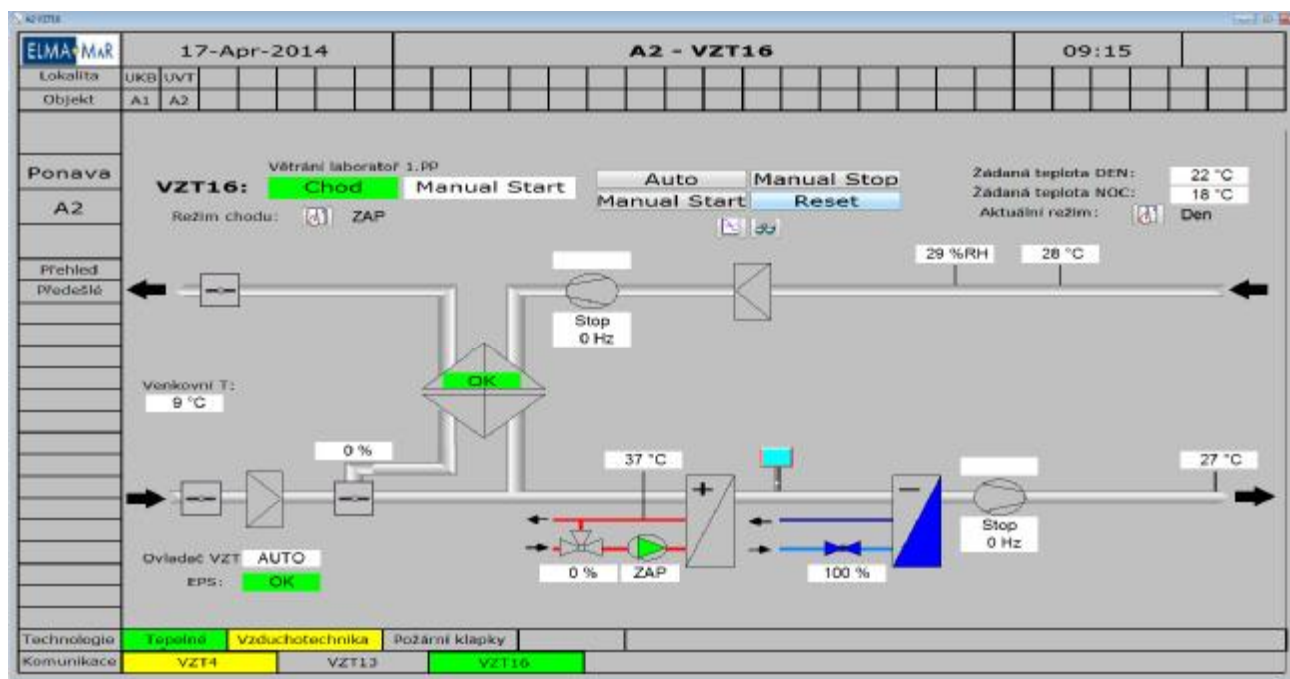 A2-VZT16
ELMA MAR 17-Apr-2014 A2 - VZT16 09:15
Lokalita UKB UVT
Objekt A1 A2
Větrání laboratoř 1.PP
Ponava VZT16: Chod Manual Start Auto Manual Stop Žádaná teplota DEN: 22 °C
Manual Start Reset Žádaná teplota NOC: 18 °C
A2 Režim chodu: ZAP Aktuální režim: Den
29 %RH 28 °C
Přehled
Předešlé
Stop
0 Hz
OK
Venkovní T:
9 °C
0 % 37 °C 27 °C
+ -
Stop
0 Hz
Ovladač VZT AUTO
0 % ZAP 100 %
EPS: OK
Technologie Tepelné Vzduchotechnika Požární klapky
Komunikace VZT4 VZT13 VZT16